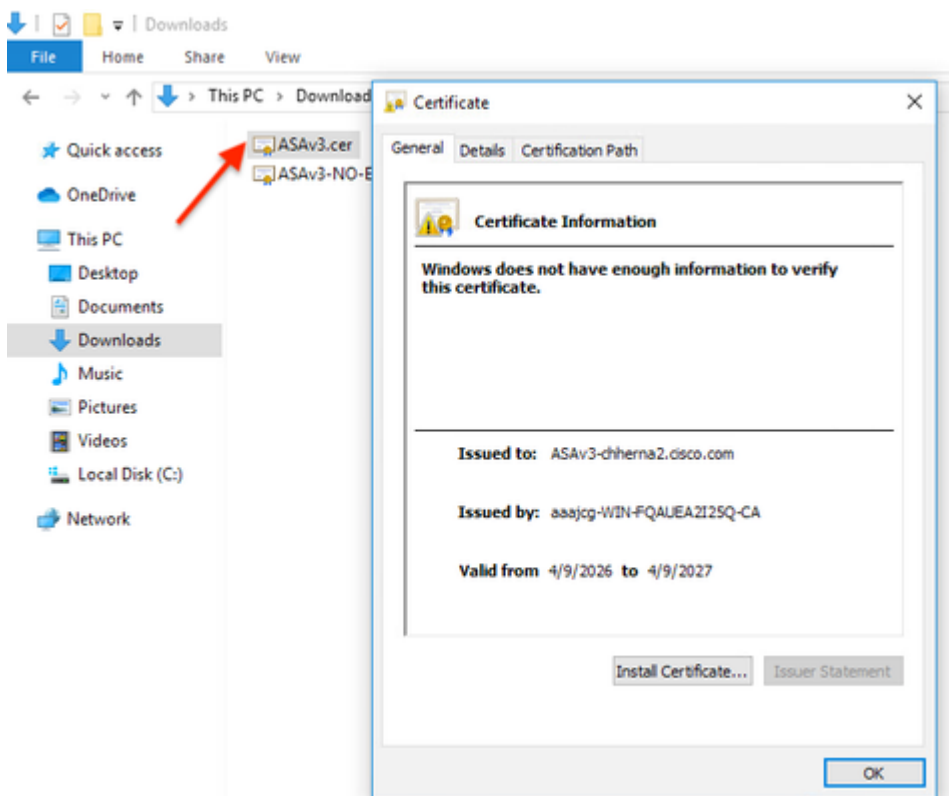 Downloads
File Home Share View
This PC > Download
Quick access
OneDrive
This PC
Desktop
Documents
Downloads
Music
Pictures
Videos
Local Disk (C:)
Network
ASAv3.cer
ASAv3-NO-E
Certificate
General Details Certification Path
Certificate Information
Windows does not have enough information to verify
this certificate.
Issued to: ASAv3-chherna2.cisco.com
Issued by: aaajcg-WIN-FQAUEA2I2SQ-CA
Valid from 4/9/2026 to 4/9/2027
Install Certificate... Issuer Statement
OK